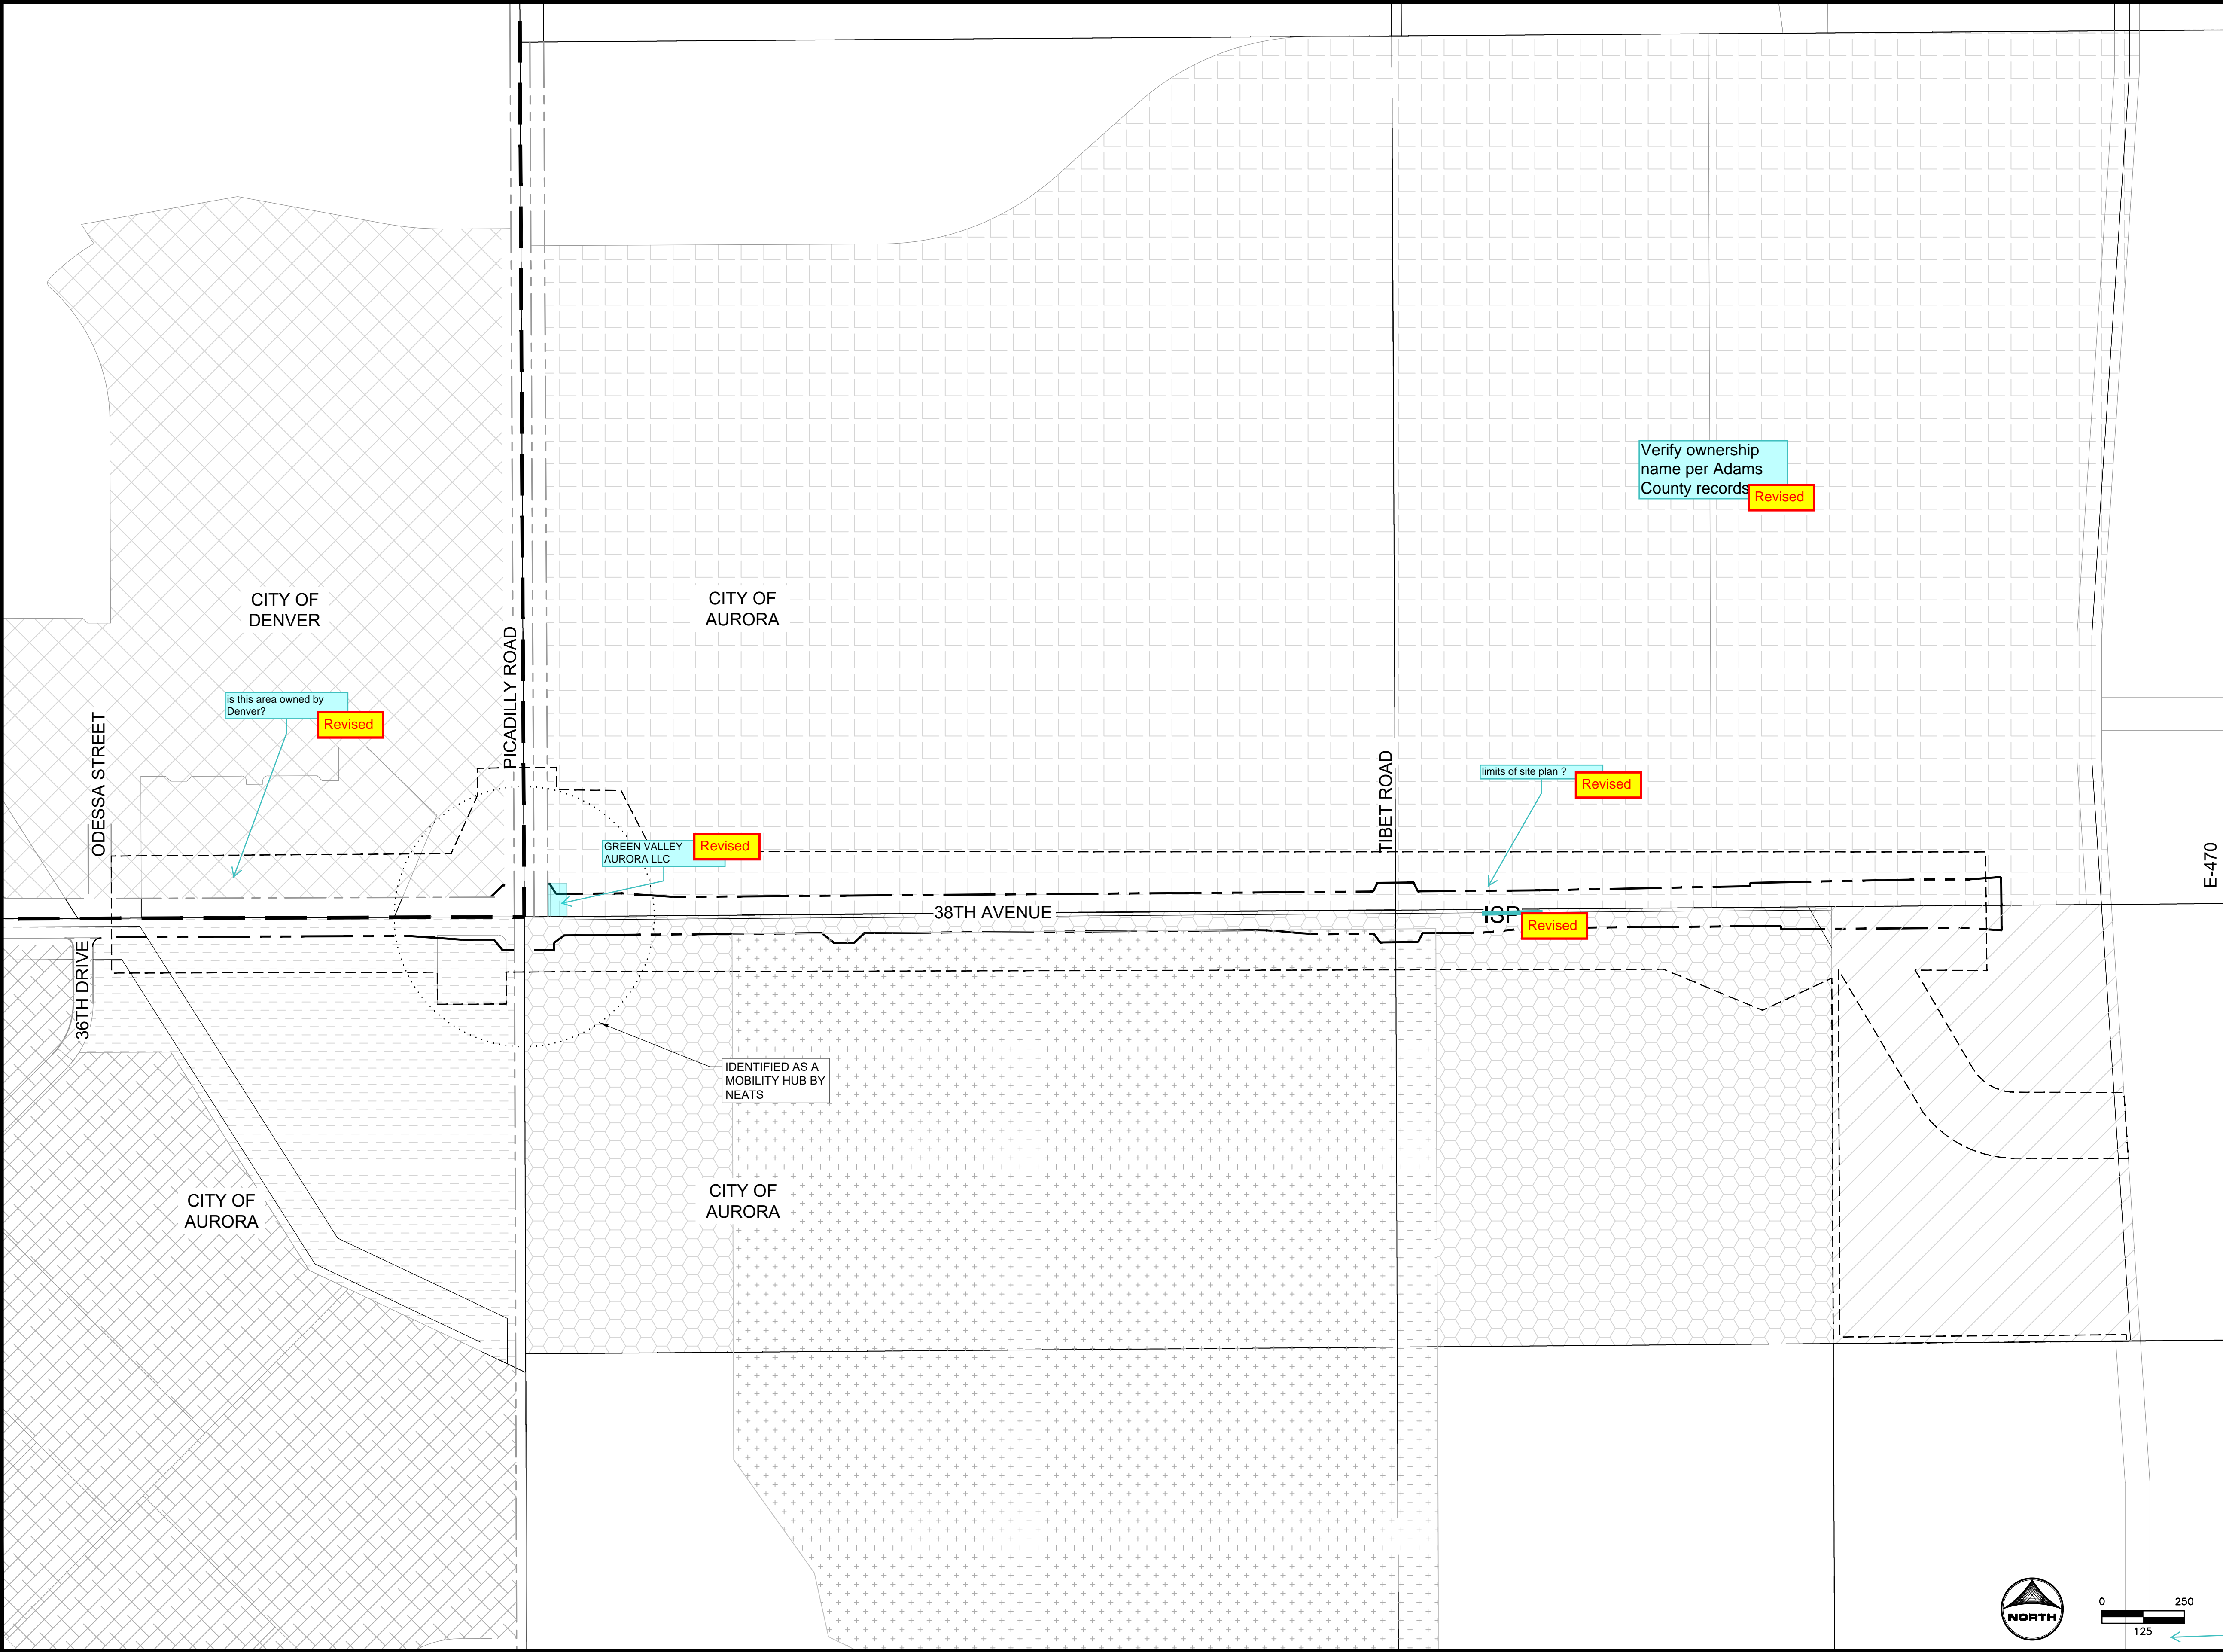 Verify ownership
name per Adams
County records
Revised
CITY OF
DENVER
CITY OF
AURORA
PICADILLY ROAD
is this area owned by
Denver?
Revised
ODESSA STREET
TIBET ROAD
limits of site plan ?
Revised
GREEN VALLEY
AURORA LLC
Revised
E-470
38TH AVENUE
ISP
Revised
36TH DRIVE
IDENTIFIED AS A
MOBILITY HUB BY
NEATS
CITY OF
AURORA
CITY OF
AURORA
NORTH
0 250
125